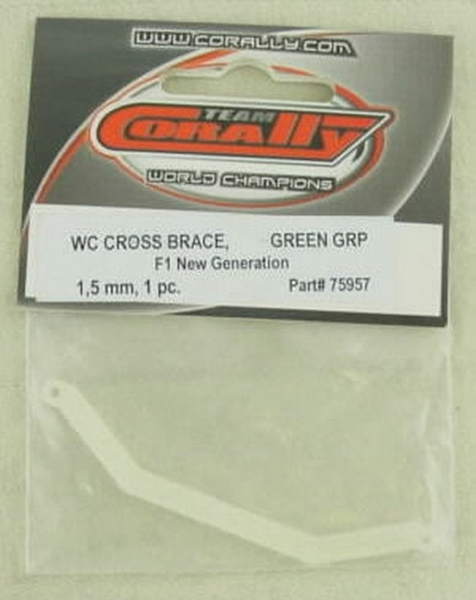 WWW.CORALLY.COM
TEAM
CORALLY
WORLD CHAMPIONS
WC CROSS BRACE, GREEN GRP
F1 New Generation
1,5 mm, 1 pc. Part# 75957